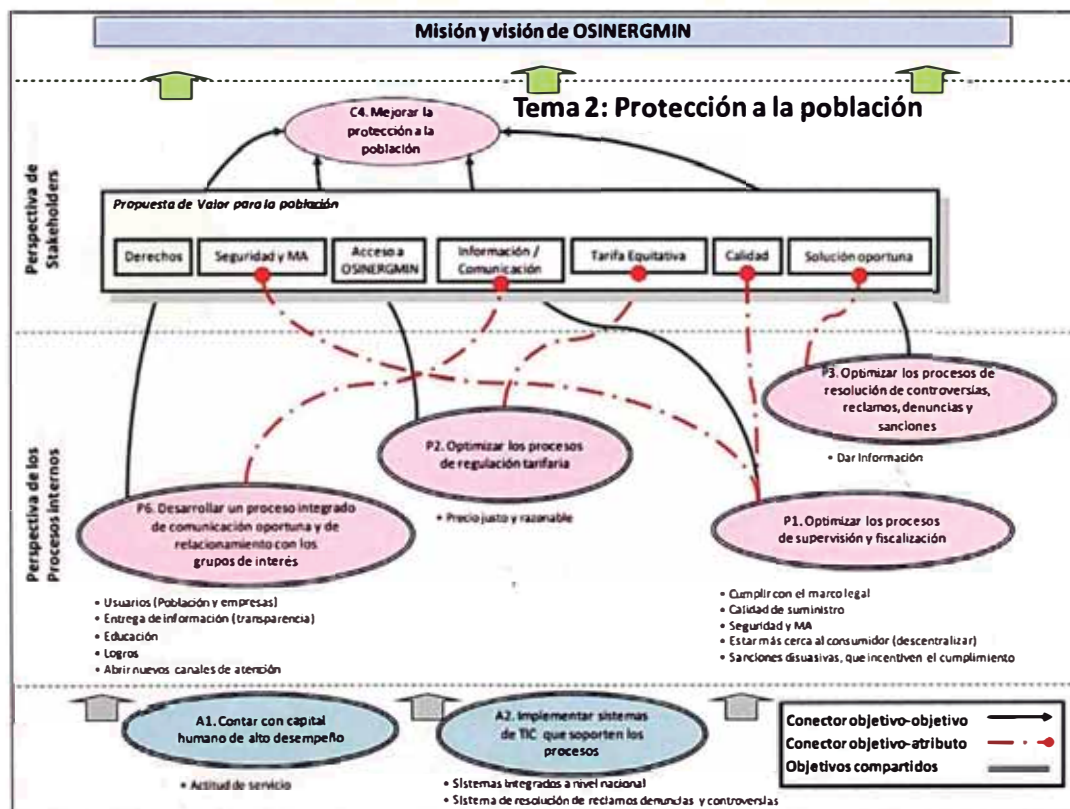 Misión y visión de OSINERGMIN
Tema 2: Protección a la población
C4. Mejorar la
protección a la
población
Perspectiva de
Stakeholders
Propuesta de Valor para la población
Derechos
Seguridad y MA
Acceso a
OSINERGMIN
Información /
Comunicación
Tarifa Equitativa
Calidad
Solución oportuna
Perspectiva de los
Procesos internos
P3. Optimizar los procesos de
resolución de controversias,
reclamos, denuncias y
sanciones
• Dar Información
P2. Optimizar los procesos
de regulación tarifaria
• Precio justo y razonable
P6. Desarrollar un proceso integrado
de comunicación oportuna y de
relacionamiento con los
grupos de interés
• Usuarios (Población y empresas)
• Entrega de información (transparencia)
• Educación
• Logros
• Abrir nuevos canales de atención
P1. Optimizar los procesos
de supervisión y fiscalización
• Cumplir con el marco legal
• Calidad de suministro
• Seguridad y MA
• Estar más cerca al consumidor (descentralizar)
• Sanciones disuasivas, que incentiven el cumplimiento
A1. Contar con capital
humano de alto desempeño
• Actitud de servicio
A2. Implementar sistemas
de TIC que soporten los
procesos
• Sistemas integrados a nivel nacional
• Sistema de resolución de reclamos denuncias y controversias
Conector objetivo-objetivo
Conector objetivo-atributo
Objetivos compartidos